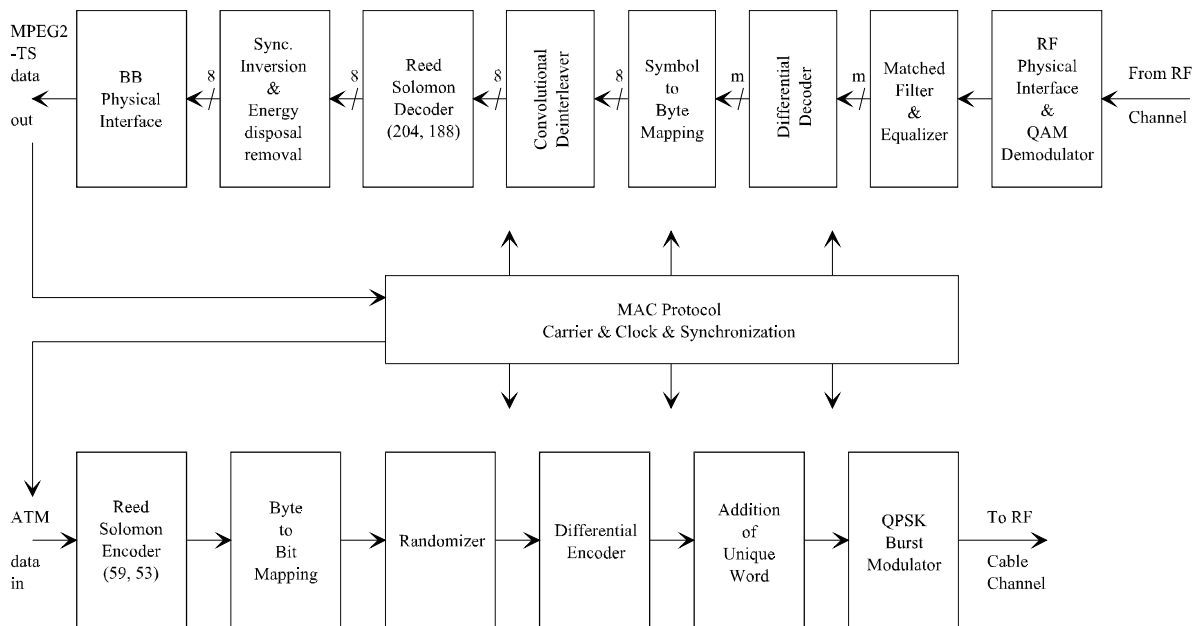 MPEG2
-TS
data
out
BB
Physical
Interface
8
Sync.
Inversion
&
Energy
disposal
removal
8
Reed
Solomon
Decoder
(204, 188)
8
Convolutional
Deinterleaver
8
Symbol
to
Byte
Mapping
m
Differential
Decoder
m
Matched
Filter
&
Equalizer
RF
Physical
Interface
&
QAM
Demodulator
From RF
Channel
MAC Protocol
Carrier & Clock & Synchronization
ATM
data
in
Reed
Solomon
Encoder
(59, 53)
Byte
to
Bit
Mapping
Randomizer
Differential
Encoder
Addition
of
Unique
Word
QPSK
Burst
Modulator
To RF
Cable
Channel